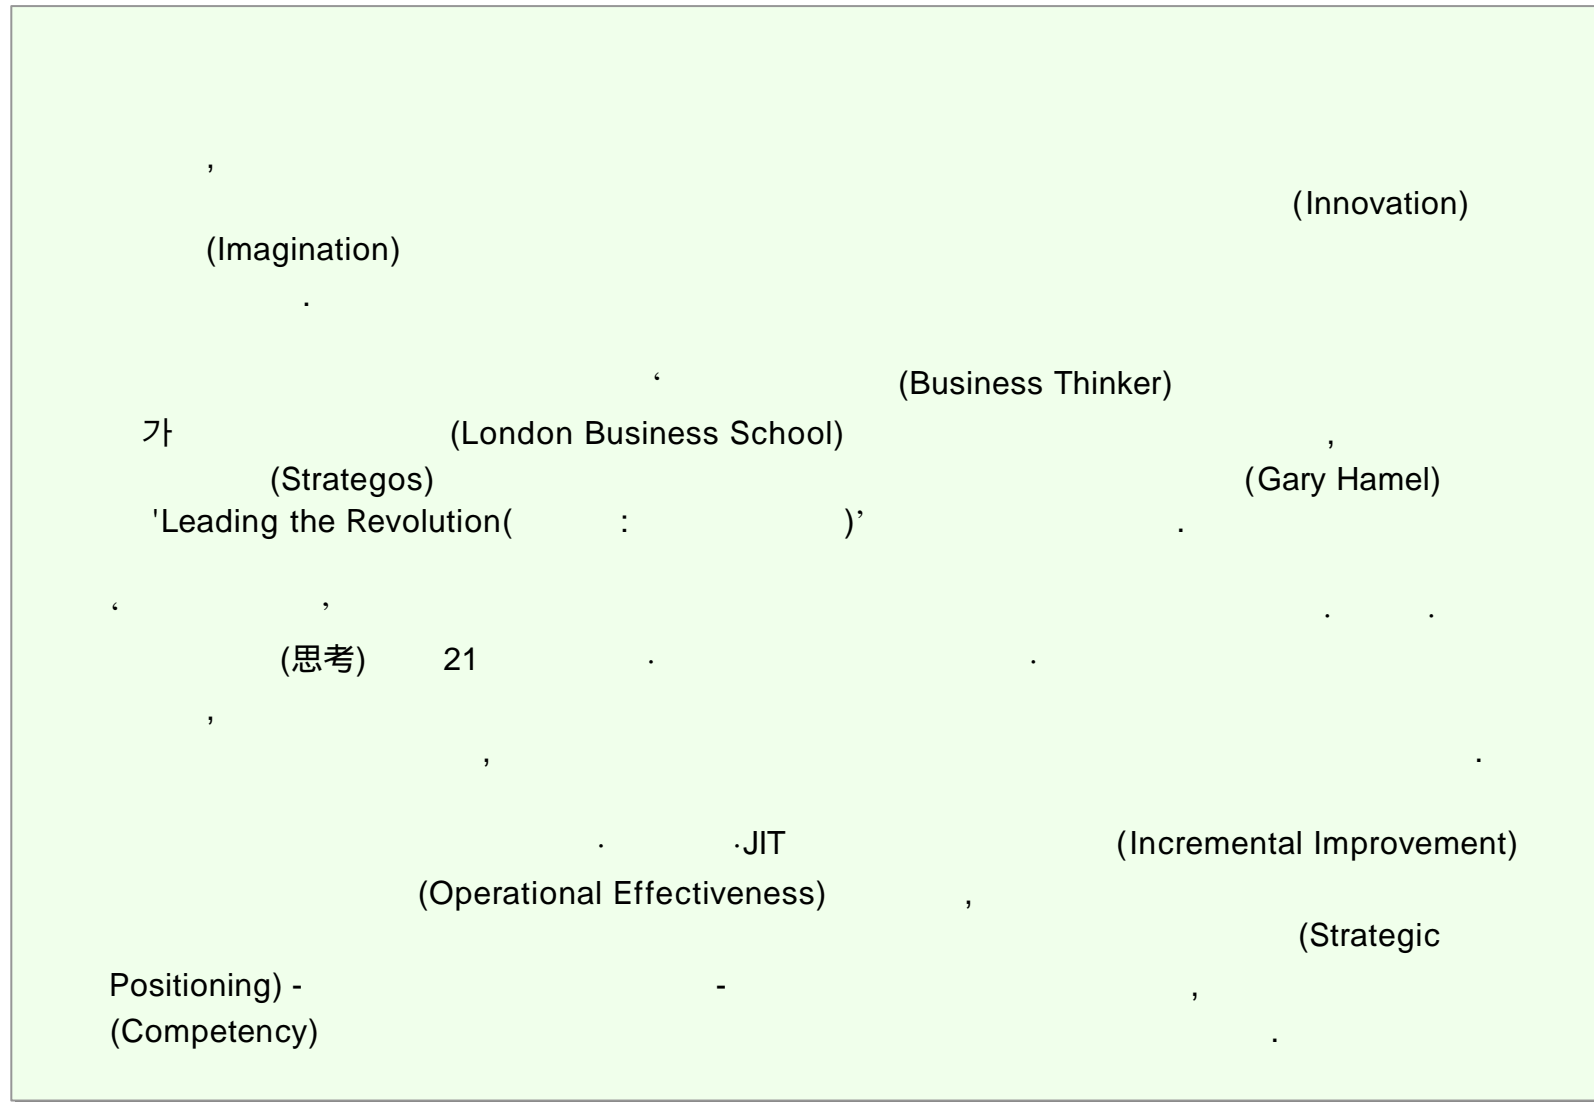 ,
(Innovation)
(Imagination)
.
‘ (Business Thinker)
가 (London Business School) ,
(Strategos) (Gary Hamel)
'Leading the Revolution( : )’ .
‘ ’ · ·
(思考) 21 · ·
,
, .
· ·JIT (Incremental Improvement)
(Operational Effectiveness) ,
(Strategic
Positioning) - - ,
(Competency) .